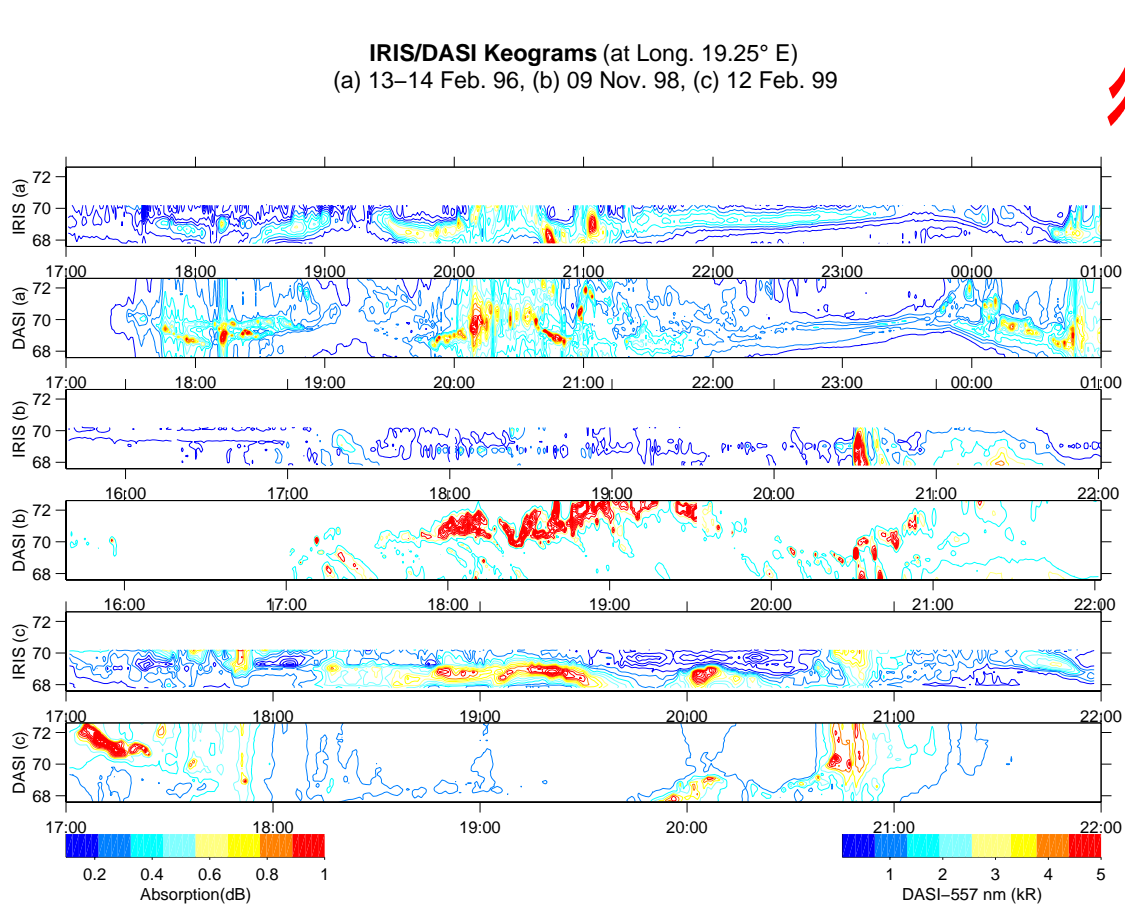 IRIS/DASI Keograms (at Long. 19.25° E)
(a) 13–14 Feb. 96, (b) 09 Nov. 98, (c) 12 Feb. 99
IRIS (a)
72
70
68
17:00 18:00 19:00 20:00 21:00 22:00 23:00 00:00 01:00
DASI (a)
72
70
68
17:00 18:00 19:00 20:00 21:00 22:00 23:00 00:00 01:00
IRIS (b)
72
70
68
16:00 17:00 18:00 19:00 20:00 21:00 22:00
DASI (b)
72
70
68
16:00 17:00 18:00 19:00 20:00 21:00 22:00
IRIS (c)
72
70
68
17:00 18:00 19:00 20:00 21:00 22:00
DASI (c)
72
70
68
17:00 18:00 19:00 20:00 21:00 22:00
0.2 0.4 0.6 0.8 1
Absorption(dB)
1 2 3 4 5
DASI–557 nm (kR)